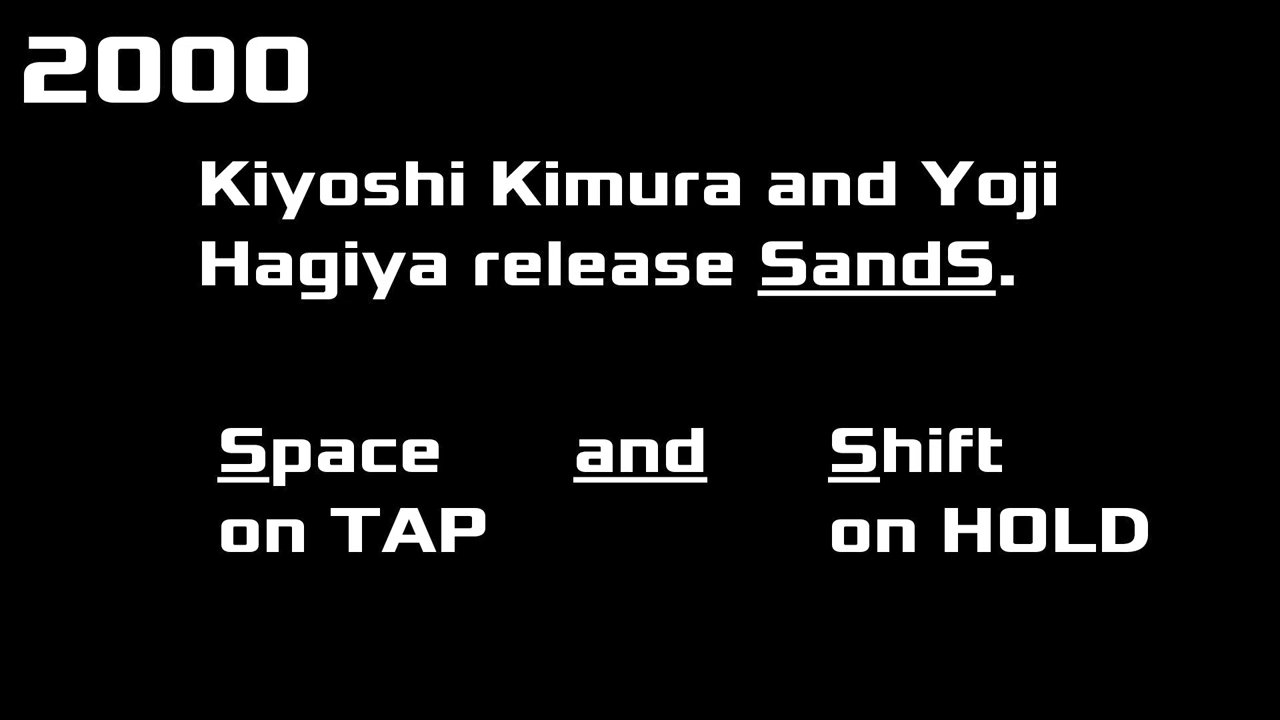 2000
Kiyoshi Kimura and Yoji
Hagiya release SandS.
Space and Shift
on TAP on HOLD